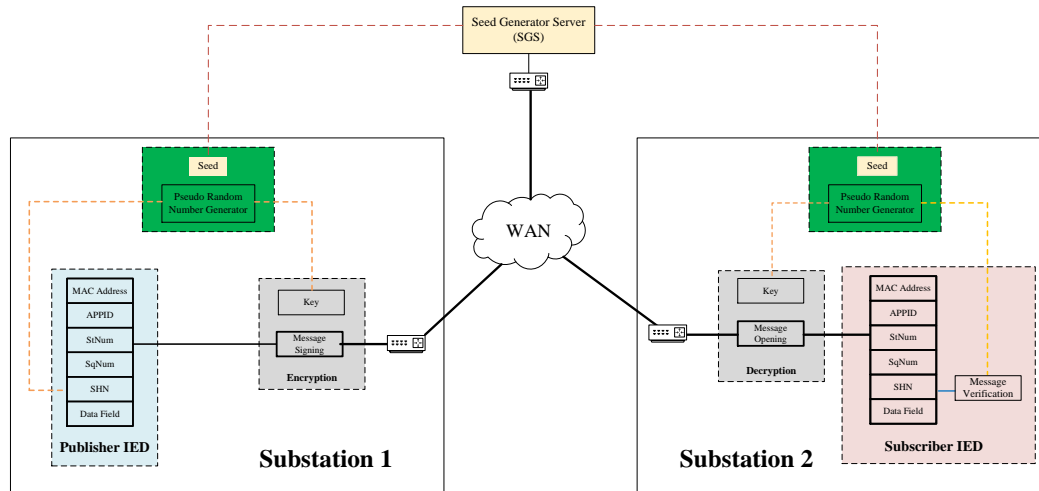 Seed Generator Server
(SGS)
Seed
Pseudo Random
Number Generator
MAC Address
APPID
StNum
SqNum
SHN
Data Field
Publisher IED
Key
Message
Signing
Encryption
Substation 1
WAN
Seed
Pseudo Random
Number Generator
Key
Message
Opening
Decryption
MAC Address
APPID
StNum
SqNum
SHN
Data Field
Message
Verification
Subscriber IED
Substation 2